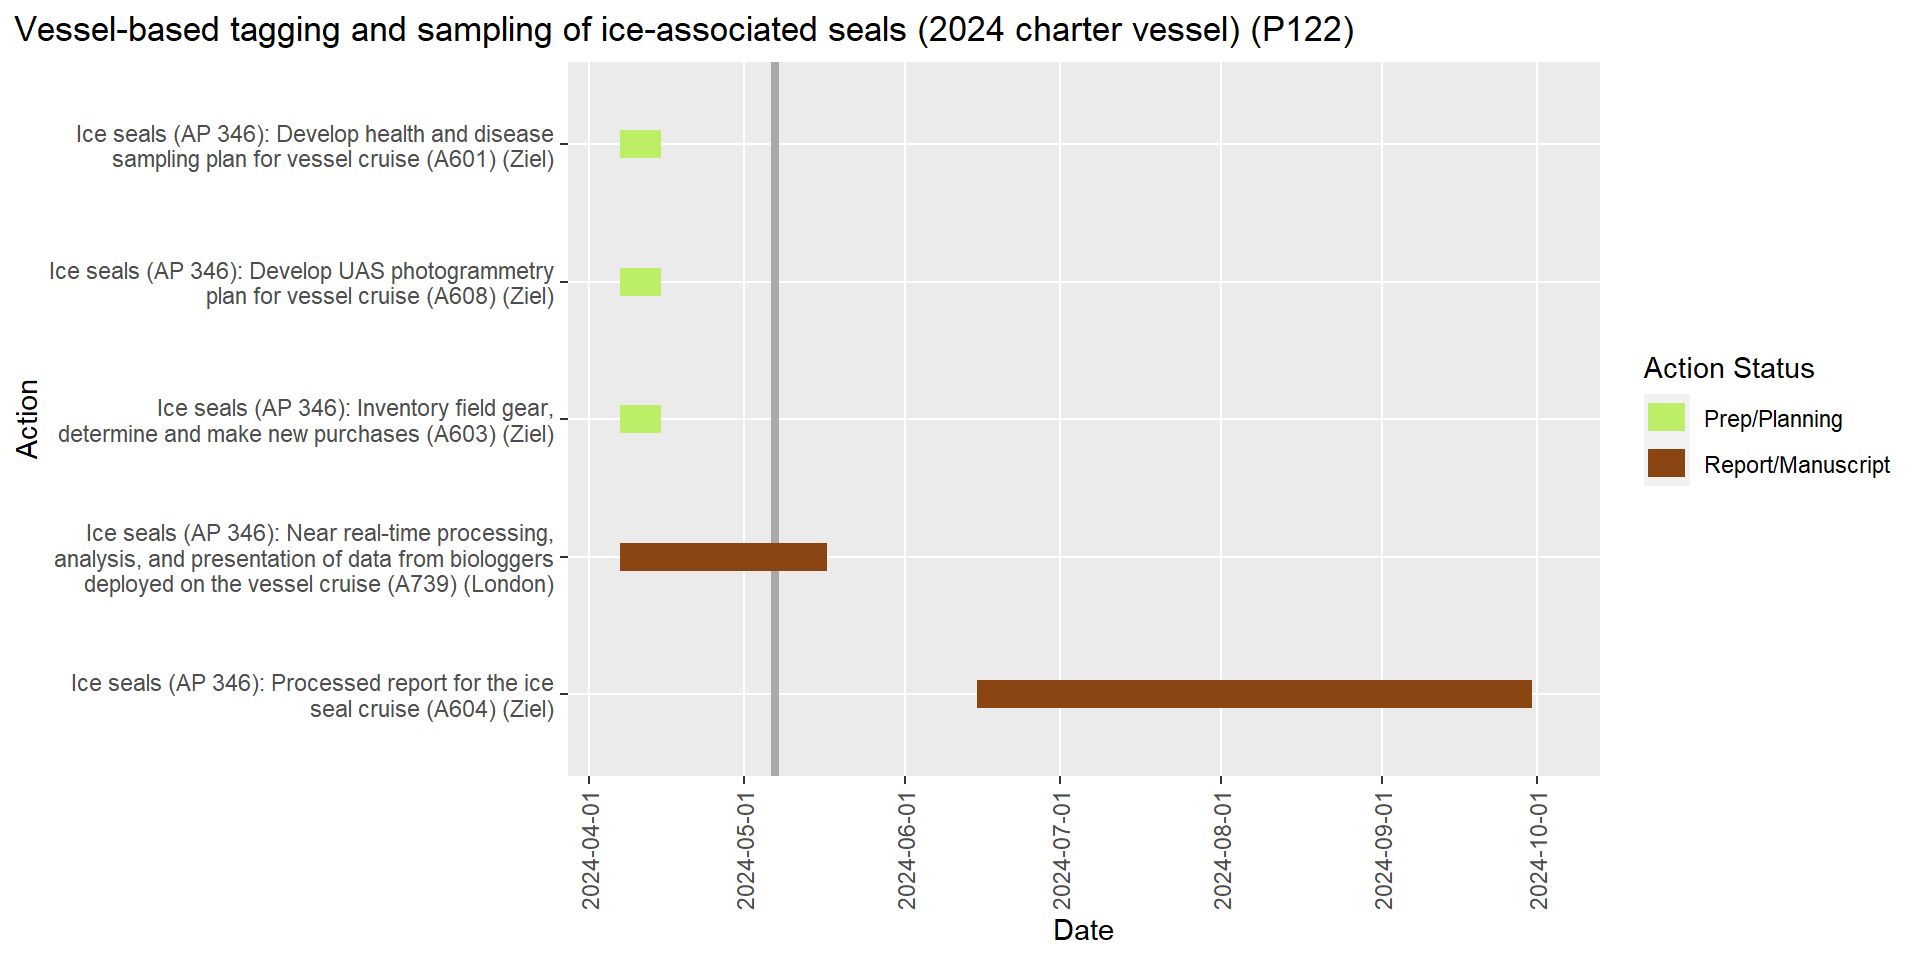 Vessel-based tagging and sampling of ice-associated seals (2024 charter vessel) (P122)
Action
Ice seals (AP 346): Develop health and disease
sampling plan for vessel cruise (A601) (Ziel)
Ice seals (AP 346): Develop UAS photogrammetry
plan for vessel cruise (A608) (Ziel)
Ice seals (AP 346): Inventory field gear,
determine and make new purchases (A603) (Ziel)
Ice seals (AP 346): Near real-time processing,
analysis, and presentation of data from biologgers
deployed on the vessel cruise (A739) (London)
Ice seals (AP 346): Processed report for the ice
seal cruise (A604) (Ziel)
2024-04-01
2024-05-01
2024-06-01
2024-07-01
2024-08-01
2024-09-01
2024-10-01
Date
Action Status
Prep/Planning
Report/Manuscript